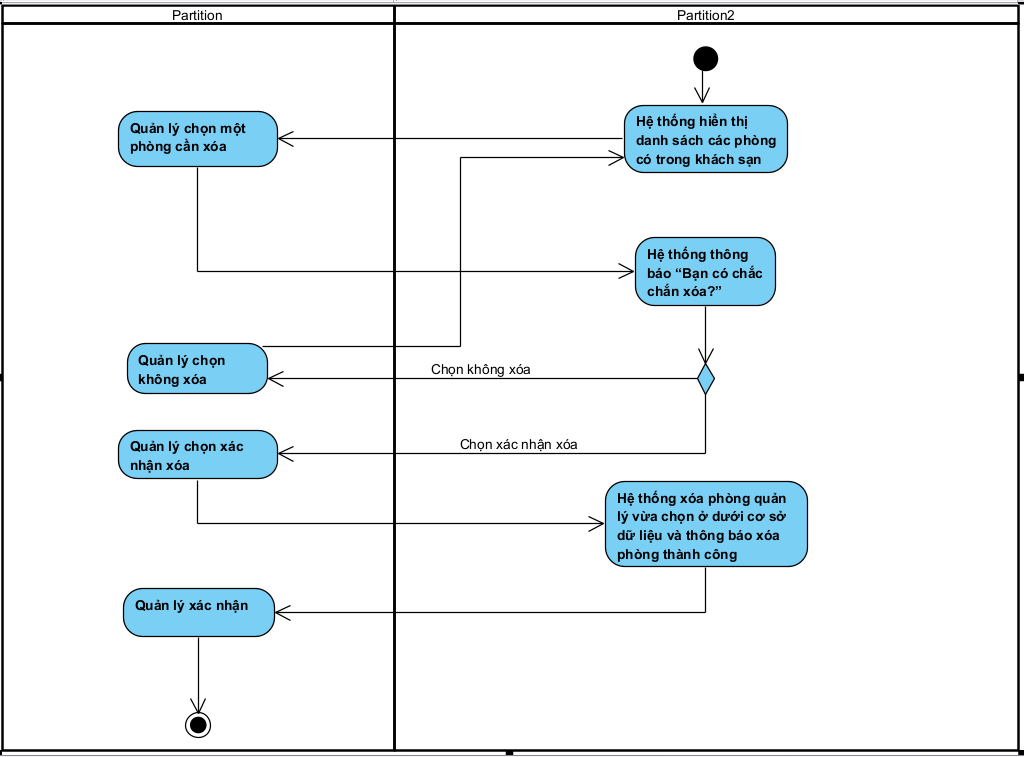 Partition
Partition2
Hệ thống hiển thị
danh sách các phòng
có trong khách sạn
Quản lý chọn một
phòng cần xóa
Hệ thống thông
báo “Bạn có chắc
chắn xóa?”
Quản lý chọn
không xóa
Chọn không xóa
Quản lý chọn xác
nhận xóa
Chọn xác nhận xóa
Hệ thống xóa phòng quản
lý vừa chọn ở dưới cơ sở
dữ liệu và thông báo xóa
phòng thành công
Quản lý xác nhận